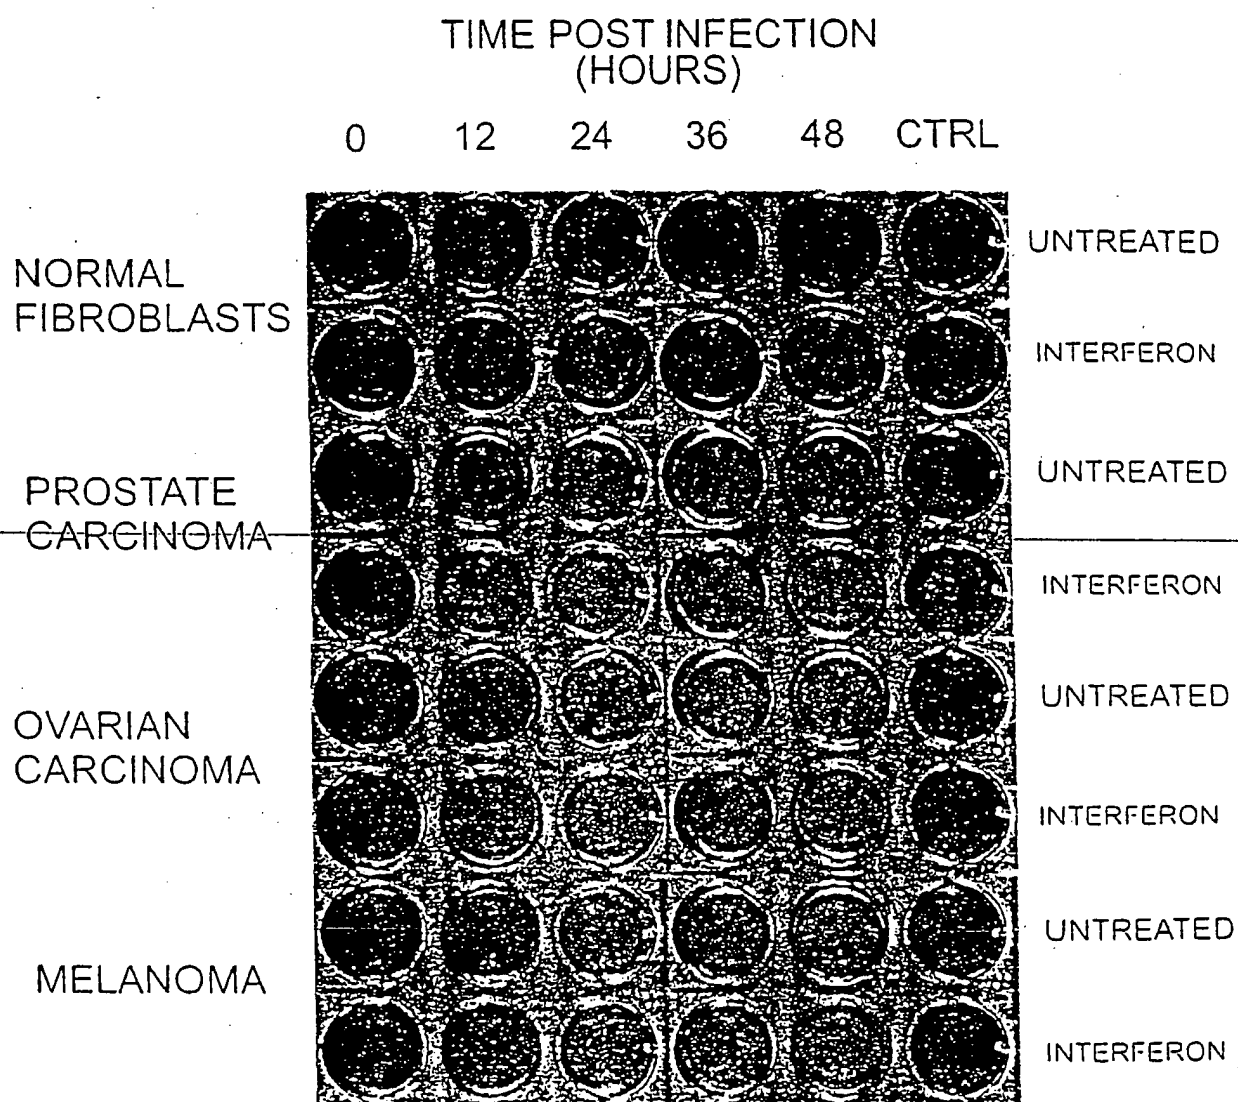 TIME POST INFECTION
(HOURS)
0 12 24 36 48 CTRL
NORMAL
FIBROBLASTS
UNTREATED
INTERFERON
PROSTATE
CARCINOMA
UNTREATED
INTERFERON
OVARIAN
CARCINOMA
UNTREATED
INTERFERON
MELANOMA
UNTREATED
INTERFERON